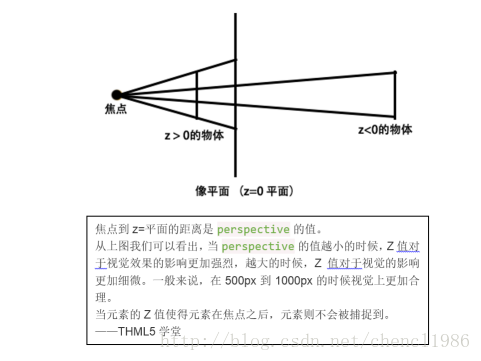 焦点
z > 0的物体
z<0的物体
像平面 （z=0 平面）
焦点到 z=平面的距离是 perspective 的值。
从上图我们可以看出，当 perspective 的值越小的时候，Z 值对
于视觉效果的影响更加强烈，越大的时候，Z 值对于视觉的影响
更加细微。一般来说，在 500px 到 1000px 的时候视觉上更加合
理。
当元素的 Z 值使得元素在焦点之后，元素则不会被捕捉到。
——THML5 学堂
http://blog.csdn.net/chencl1986